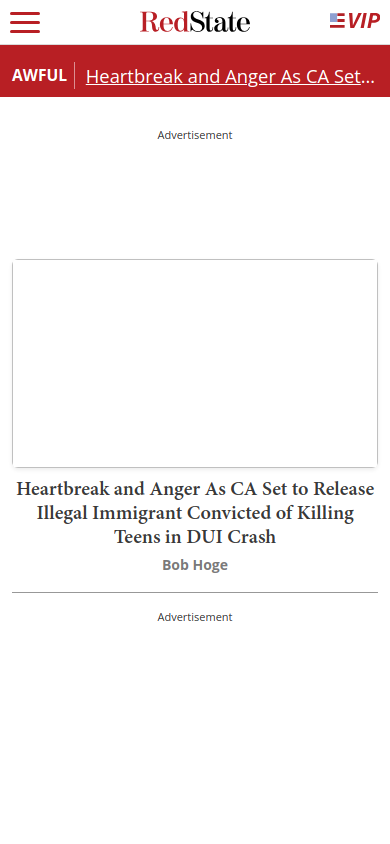 RedState
VIP
AWFUL
Heartbreak and Anger As CA Set...
Advertisement
Heartbreak and Anger As CA Set to Release
Illegal Immigrant Convicted of Killing
Teens in DUI Crash
Bob Hoge
Advertisement